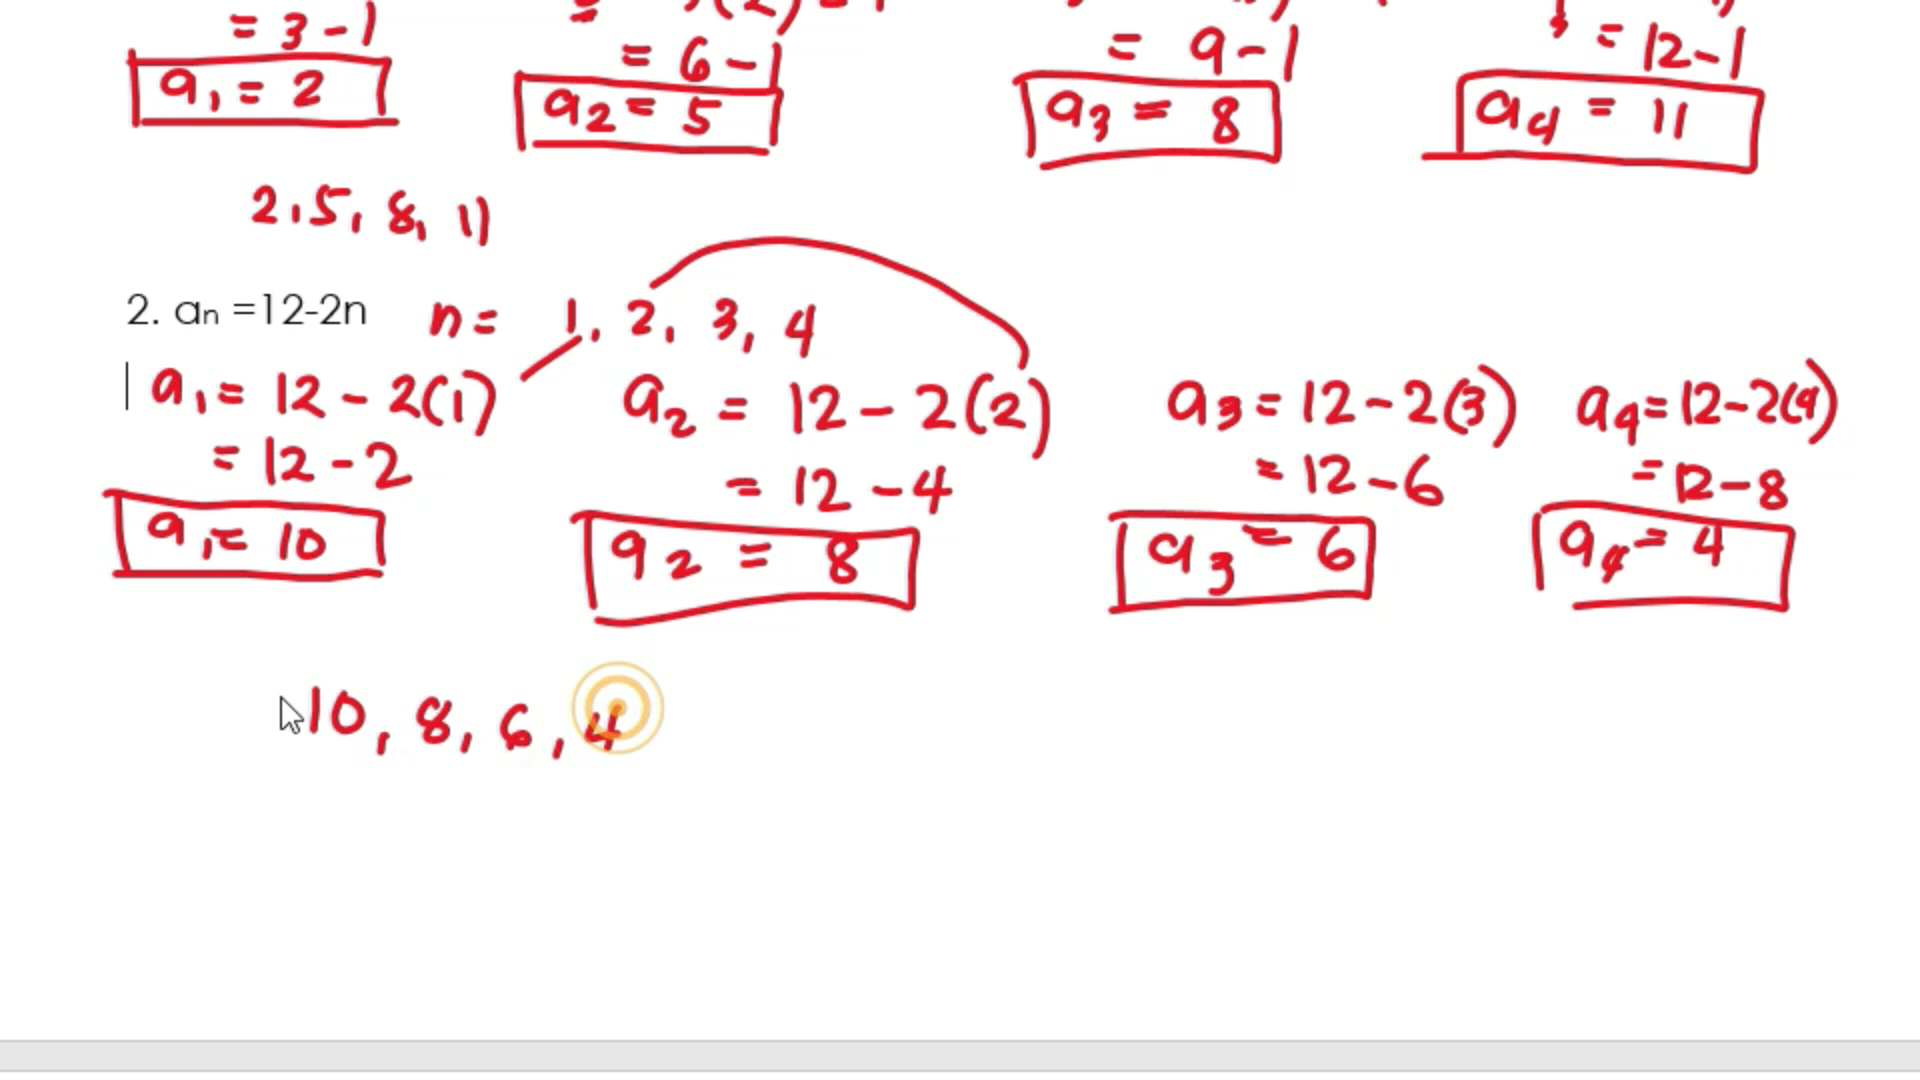 = 3 - 1 = 6 - 1 = 9 - 1 = 12 - 1
a1 = 2 a2 = 5 a3 = 8 a4 = 11
2, 5, 8, 11
2. an =12-2n n = 1, 2, 3, 4
a1 = 12 - 2(1) a2 = 12 - 2(2) a3 = 12 - 2(3) a4 = 12 - 2(4)
= 12 - 2 = 12 - 4 = 12 - 6 = 12 - 8
a1 = 10 a2 = 8 a3 = 6 a4 = 4
10, 8, 6, 4